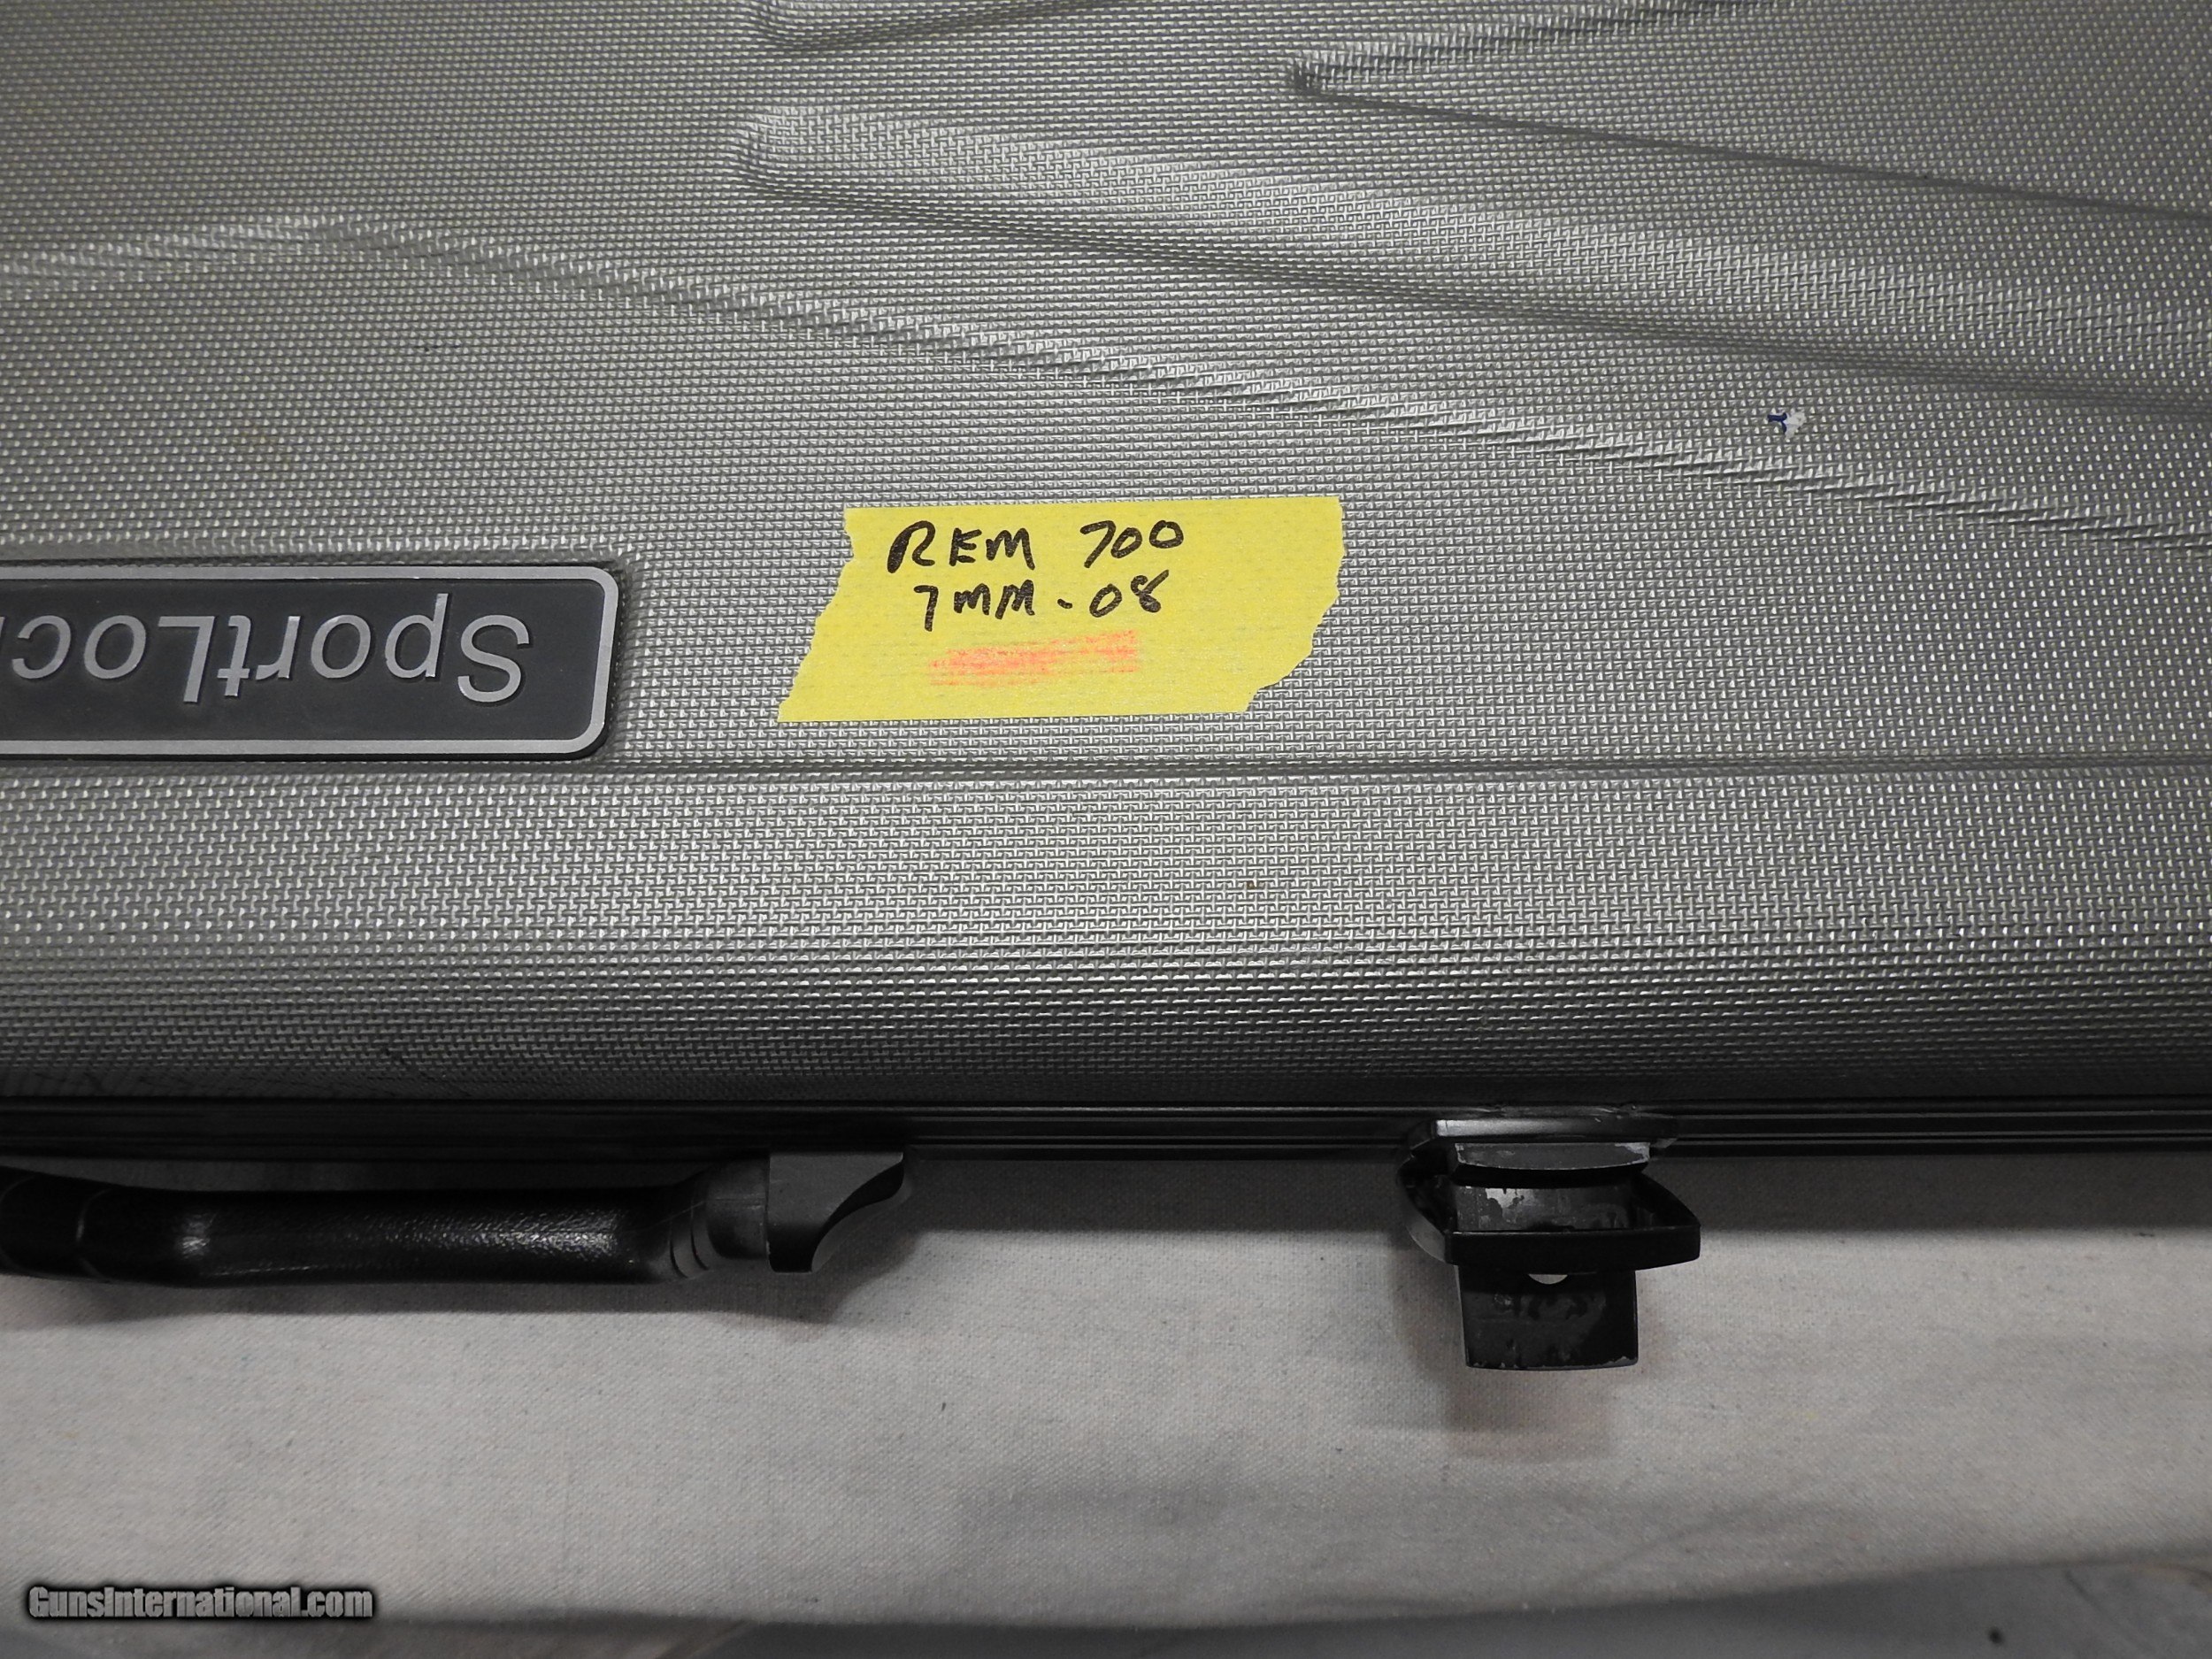 REM 700
7MM-08
SportLoc
GunsInternational.com